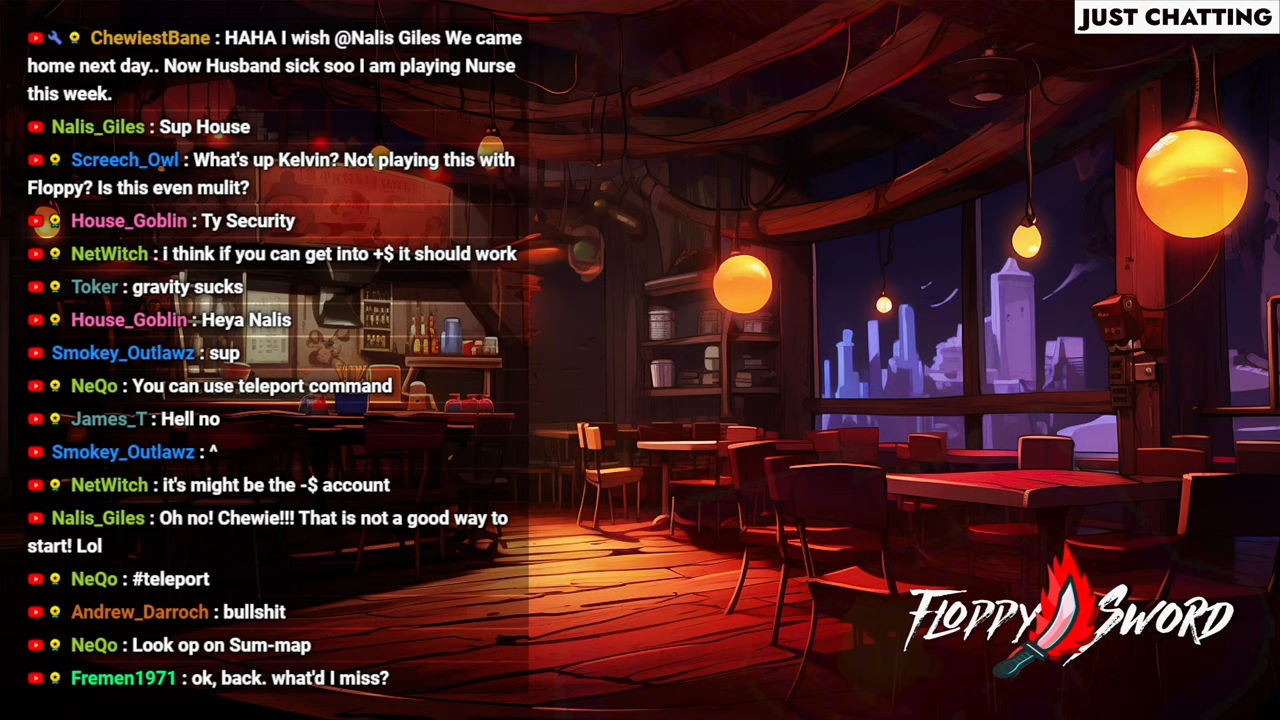 JUST CHATTING
ChewiestBane : HAHA I wish @Nalis Giles We came
home next day.. Now Husband sick soo I am playing Nurse
this week.
Nalis_Giles : Sup House
Screech_Owl : What's up Kelvin? Not playing this with
Floppy? Is this even mulit?
House_Goblin : Ty Security
NetWitch : i think if you can get into +$ it should work
Toker : gravity sucks
House_Goblin : Heya Nalis
Smokey_Outlawz : sup
NeQo : You can use teleport command
James_T : Hell no
Smokey_Outlawz : ^
NetWitch : it's might be the -$ account
Nalis_Giles : Oh no! Chewie!!! That is not a good way to
start! Lol
NeQo : #teleport
Andrew_Darroch : bullshit
NeQo : Look op on Sum-map
Fremen1971 : ok, back. what'd I miss?
FLOPPY SWORD